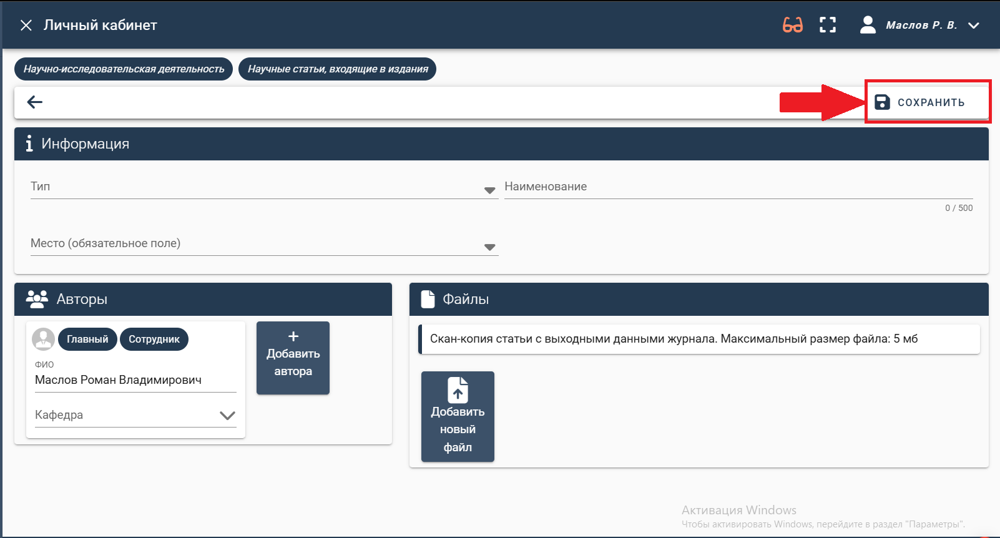 Личный кабинет
Маслов Р. В.
Научно-исследовательская деятельность
Научные статьи, входящие в издания
СОХРАНИТЬ
Информация
Тип
Наименование
0 / 500
Место (обязательное поле)
Авторы
Главный
Сотрудник
ФИО
Маслов Роман Владимирович
Кафедра
Добавить
автора
Файлы
Скан-копия статьи с выходными данными журнала. Максимальный размер файла: 5 мб
Добавить
новый
файл
Активация Windows
Чтобы активировать Windows, перейдите в раздел "Параметры".